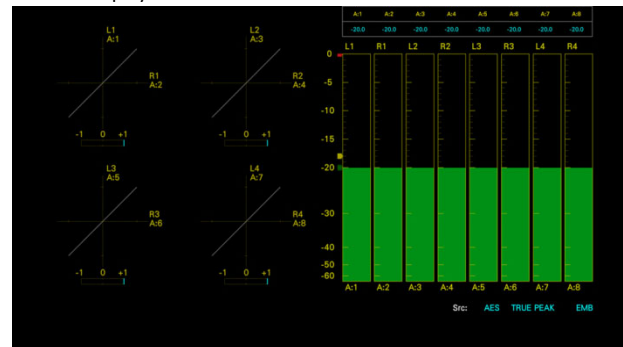 A:1 A:2 A:3 A:4 A:5 A:6 A:7 A:8
-20.0 -20.0 -20.0 -20.0 -20.0 -20.0 -20.0 -20.0
L1 R1 L2 R2 L3 R3 L4 R4
0
-5
-10
-15
-20
-30
-40
-50
-60
A:1 A:2 A:3 A:4 A:5 A:6 A:7 A:8
Src: AES TRUE PEAK EMB
L1
A:1
R1
A:2
-1 0 +1
L2
A:3
R2
A:4
-1 0 +1
L3
A:5
R3
A:6
-1 0 +1
L4
A:7
R4
A:8
-1 0 +1